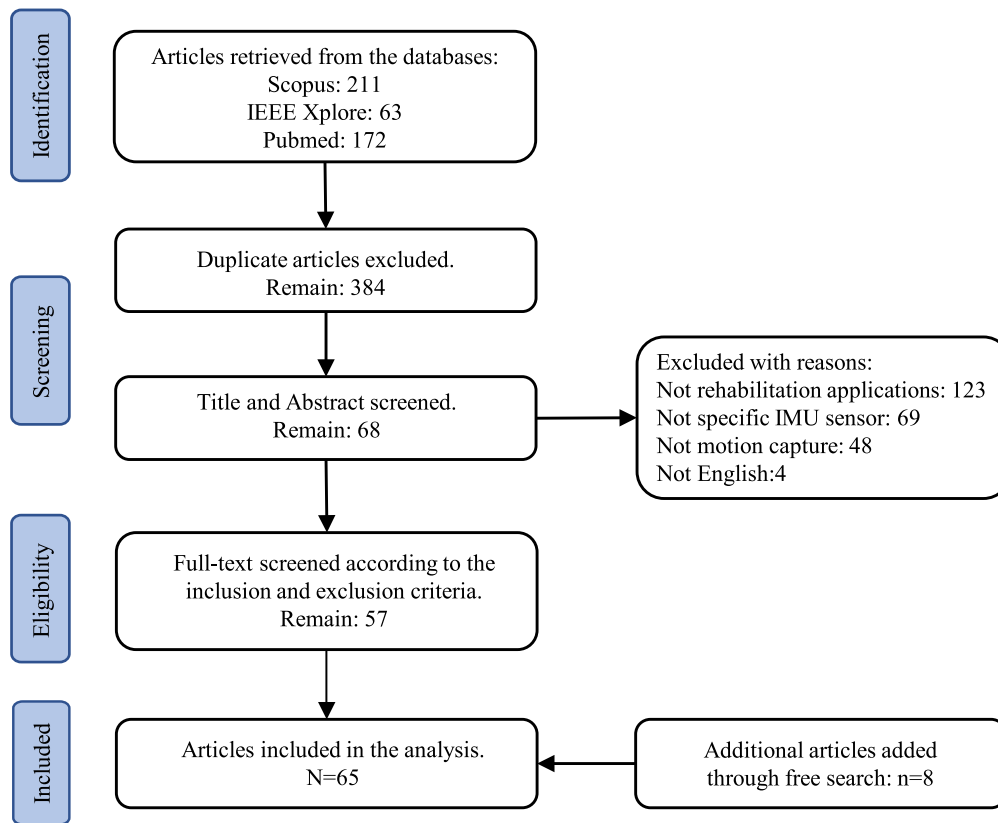 Identification
Articles retrieved from the databases:
Scopus: 211
IEEE Xplore: 63
Pubmed: 172
Screening
Duplicate articles excluded.
Remain: 384
Title and Abstract screened.
Remain: 68
Excluded with reasons:
Not rehabilitation applications: 123
Not specific IMU sensor: 69
Not motion capture: 48
Not English:4
Eligibility
Full-text screened according to the
inclusion and exclusion criteria.
Remain: 57
Included
Articles included in the analysis.
N=65
Additional articles added
through free search: n=8